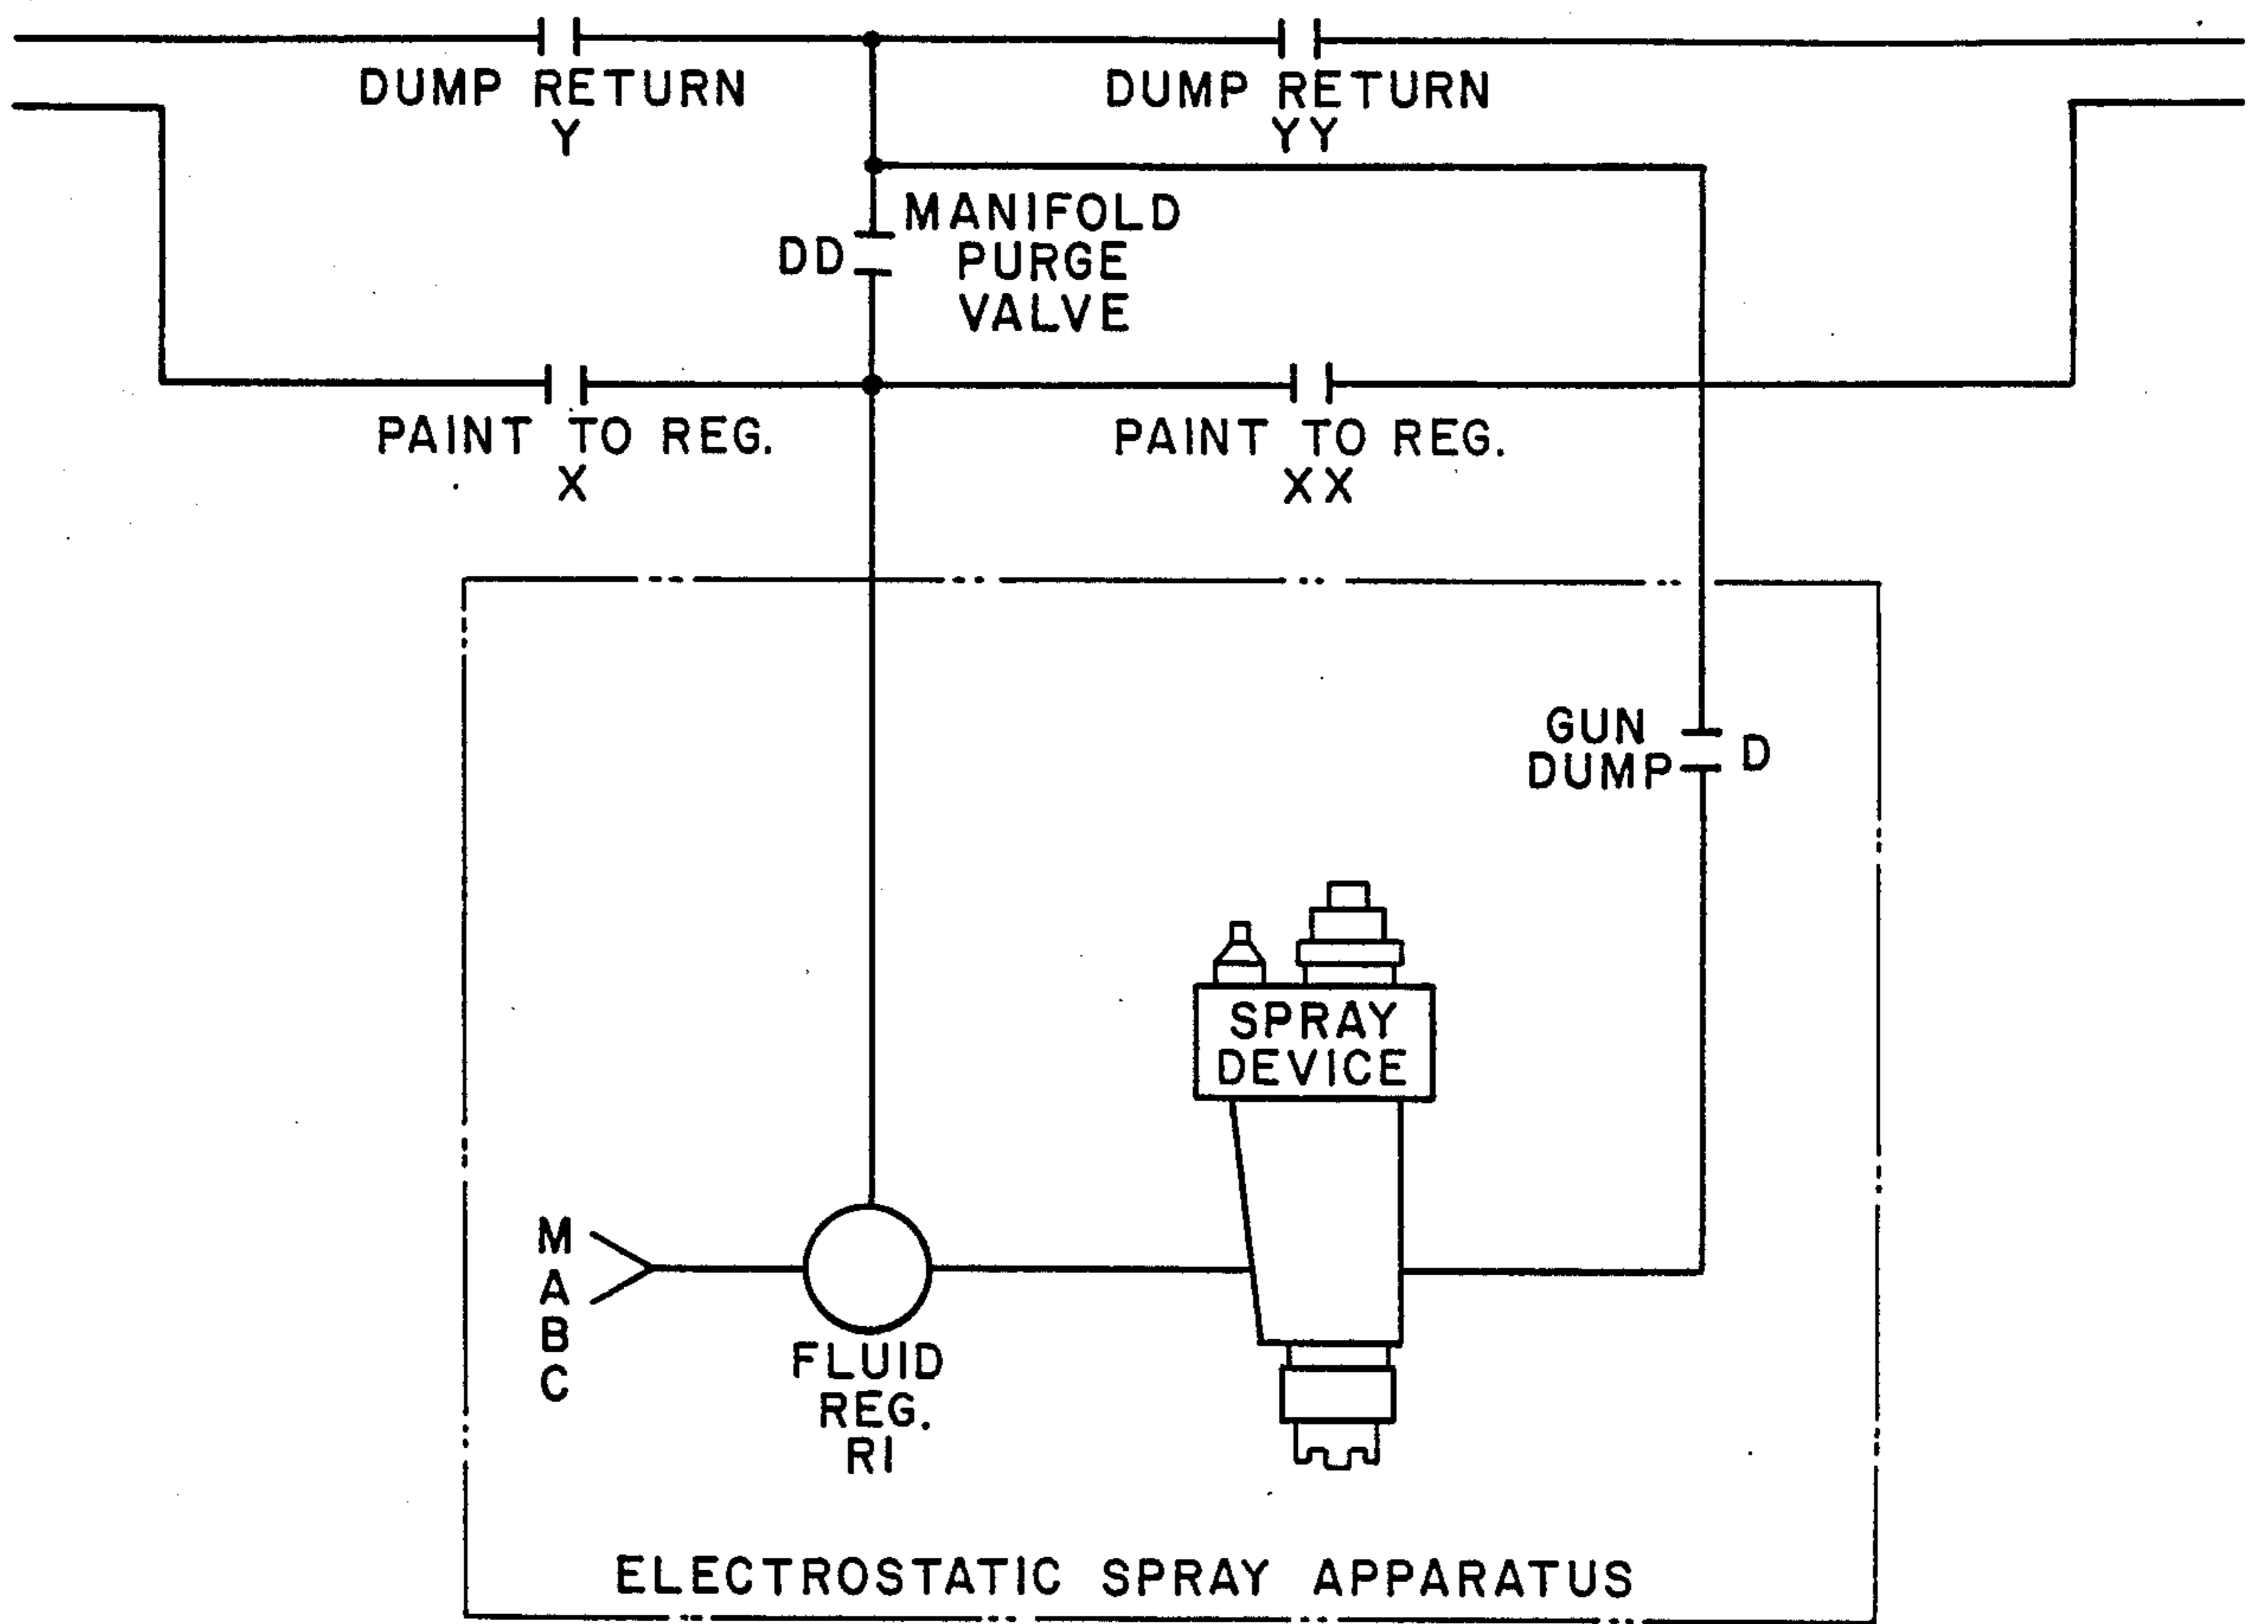 DUMP RETURN
Y
DUMP RETURN
YY
DD
MANIFOLD
PURGE
VALVE
PAINT TO REG.
X
PAINT TO REG.
XX
GUN
DUMP
D
SPRAY
DEVICE
M
A
B
C
FLUID
REG.
RI
ELECTROSTATIC SPRAY APPARATUS